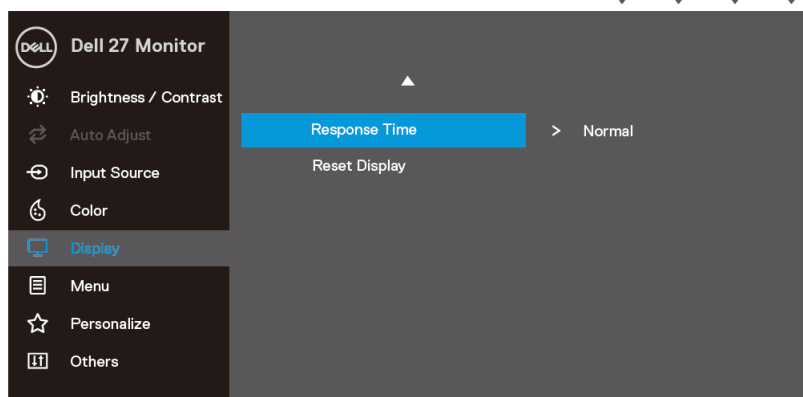 DELL
Dell 27 Monitor
Brightness / Contrast
Auto Adjust
Response Time > Normal
Input Source
Reset Display
Color
Display
Menu
Personalize
Others